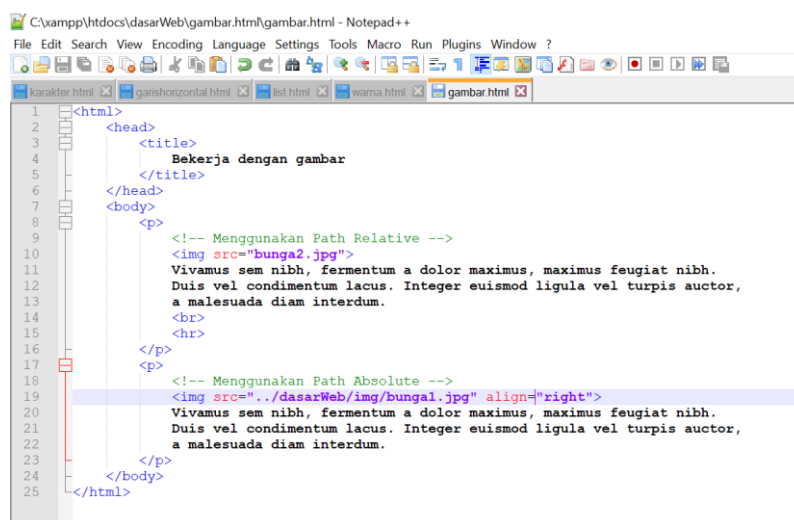 C:\xampp\htdocs\dasarWeb\gambar.html\gambar.html - Notepad++
File Edit Search View Encoding Language Settings Tools Macro Run Plugins Window ?
karakter.html garishorizontal.html list.html warna.html gambar.html
1 <html>
2 <head>
3 <title>
4 Bekerja dengan gambar
5 </title>
6 </head>
7 <body>
8 <p>
9 <!-- Menggunakan Path Relative -->
10 <img src="bunga2.jpg">
11 Vivamus sem nibh, fermentum a dolor maximus, maximus feugiat nibh.
12 Duis vel condimentum lacus. Integer euismod ligula vel turpis auctor,
13 a malesuada diam interdum.
14 <br>
15 <hr>
16 </p>
17 <p>
18 <!-- Menggunakan Path Absolute -->
19 <img src="../dasarWeb/img/bunga1.jpg" align="right">
20 Vivamus sem nibh, fermentum a dolor maximus, maximus feugiat nibh.
21 Duis vel condimentum lacus. Integer euismod ligula vel turpis auctor,
22 a malesuada diam interdum.
23 </p>
24 </body>
25 </html>